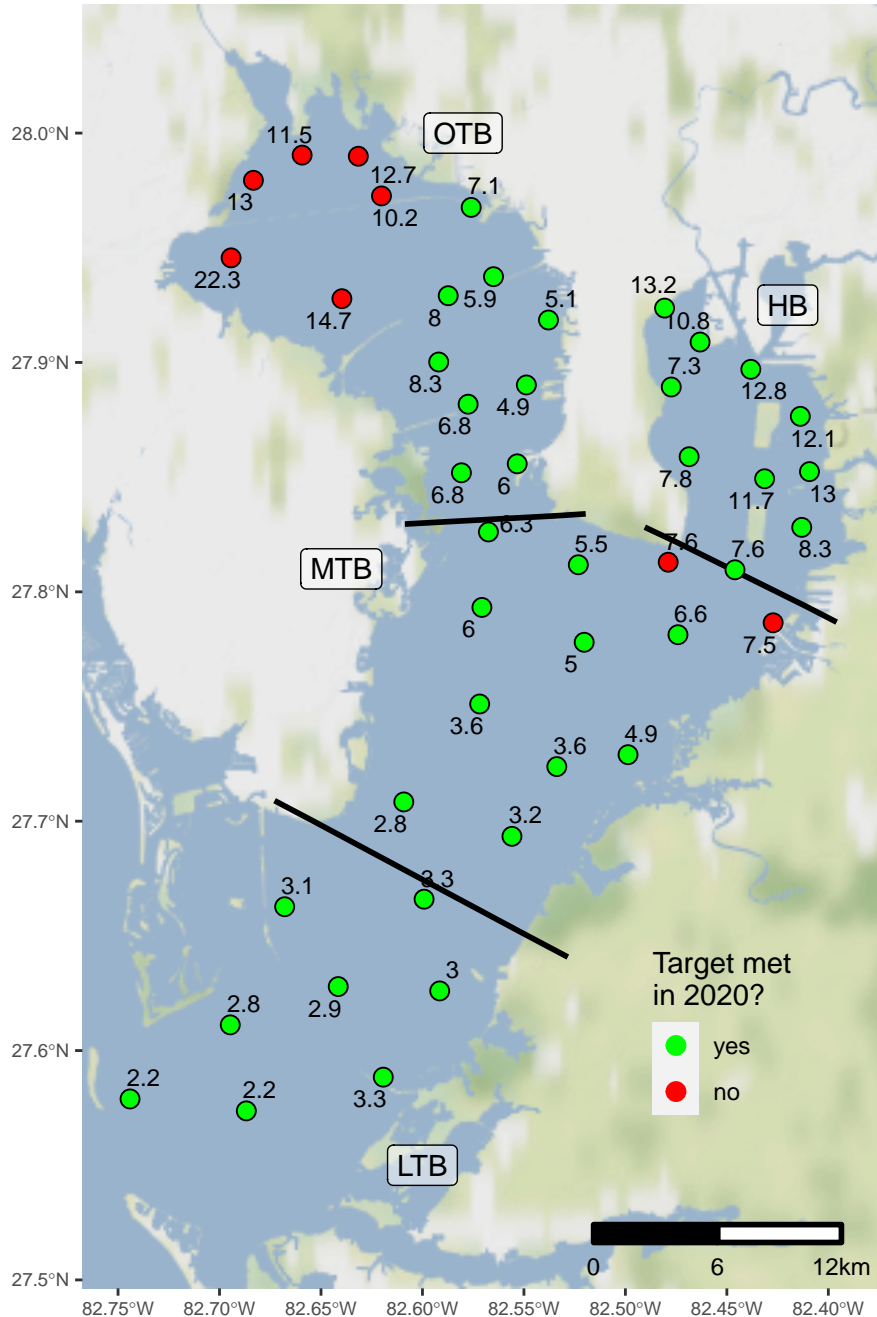 28.0°N
27.9°N
27.8°N
27.7°N
27.6°N
27.5°N
OTB
11.5
12.7
13
10.2
7.1
22.3
14.7
8
5.9
5.1
13.2
HB
10.8
8.3
4.9
7.3
12.8
6.8
12.1
6.8
6
7.8
11.7
13
6.3
8.3
MTB
5.5
7.6
7.6
6
5
6.6
7.5
3.6
3.6
4.9
2.8
3.2
3.1
3.3
2.9
3
2.8
2.2
2.2
3.3
LTB
Target met
in 2020?
yes
no
0 6 12km
82.75°W 82.70°W 82.65°W 82.60°W 82.55°W 82.50°W 82.45°W 82.40°W